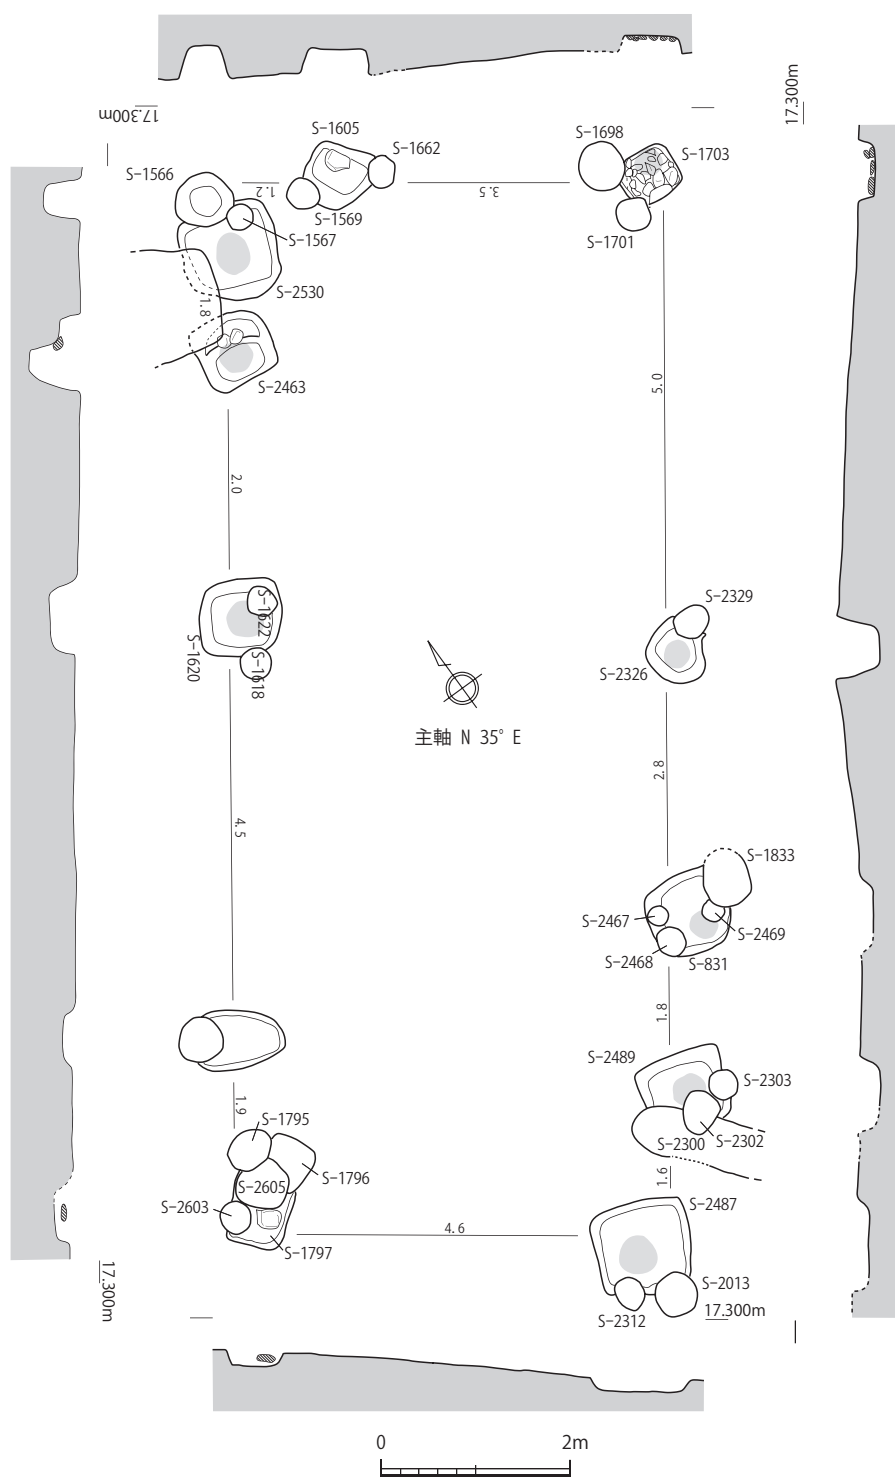 17.300m
17.300m
S-1605
S-1662
S-1698
S-1703
S-1566
1.2
3.5
S-1569
S-1701
S-1567
S-2530
1.8
S-2463
5.0
2.0
S-1622
S-1620
S-1618
S-2329
S-2326
主軸 N 35° E
2.8
4.5
S-1833
S-2467
S-2469
S-2468
S-831
1.8
S-2489
S-2303
1.9
S-1795
S-2302
S-2300
S-1796
S-2605
1.6
S-2603
S-2487
4.6
S-1797
S-2013
17.300m
17.300m
S-2312
0
2m